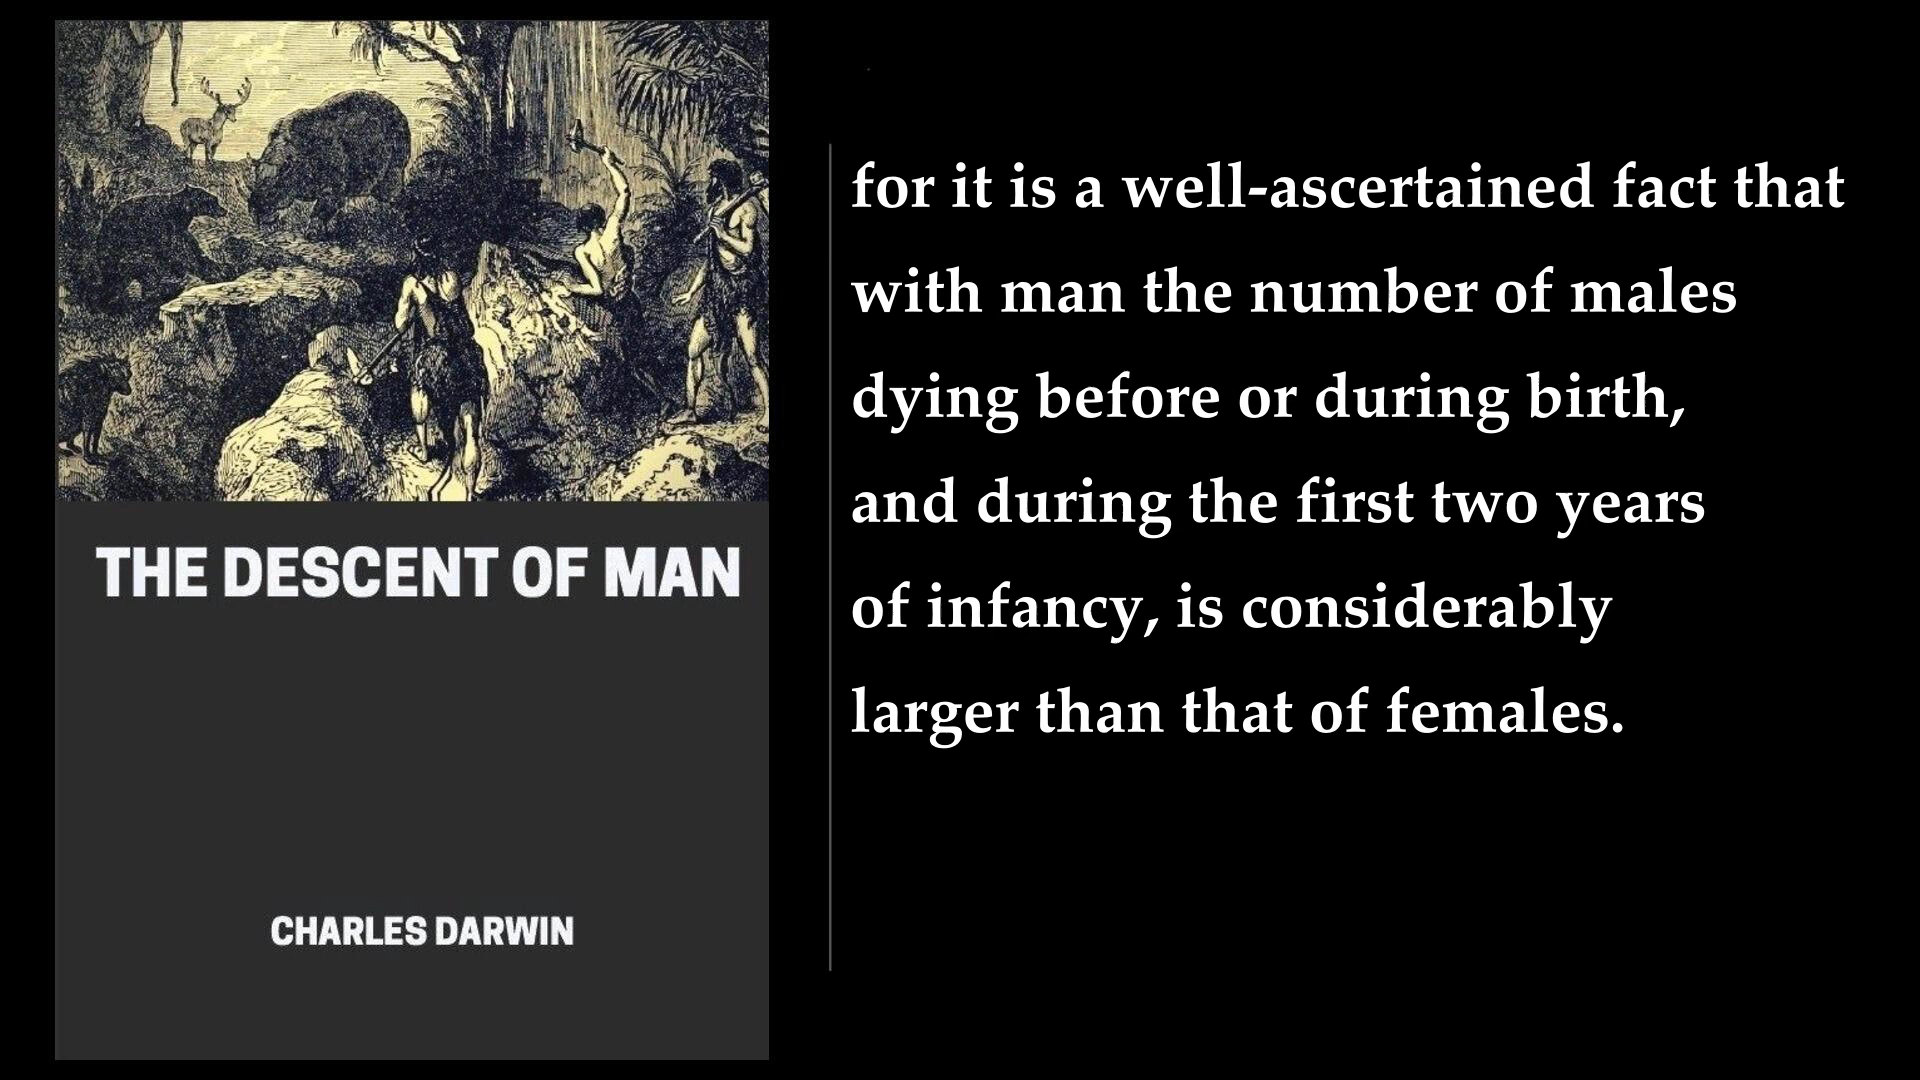 THE DESCENT OF MAN
CHARLES DARWIN
for it is a well-ascertained fact that
with man the number of males
dying before or during birth,
and during the first two years
of infancy, is considerably
larger than that of females.